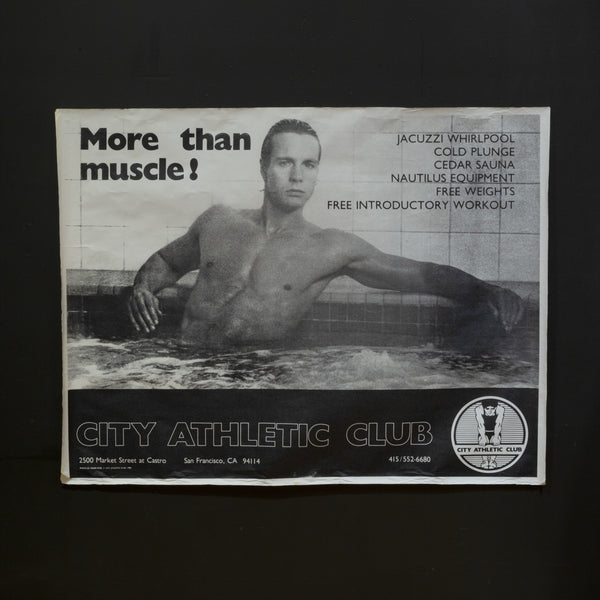 More than
muscle!
JACUZZI WHIRLPOOL
COLD PLUNGE
CEDAR SAUNA
NAUTILUS EQUIPMENT
FREE WEIGHTS
FREE INTRODUCTORY WORKOUT
CITY ATHLETIC CLUB
2500 Market Street at Castro San Francisco, CA 94114 415/552-6680
CITY ATHLETIC CLUB